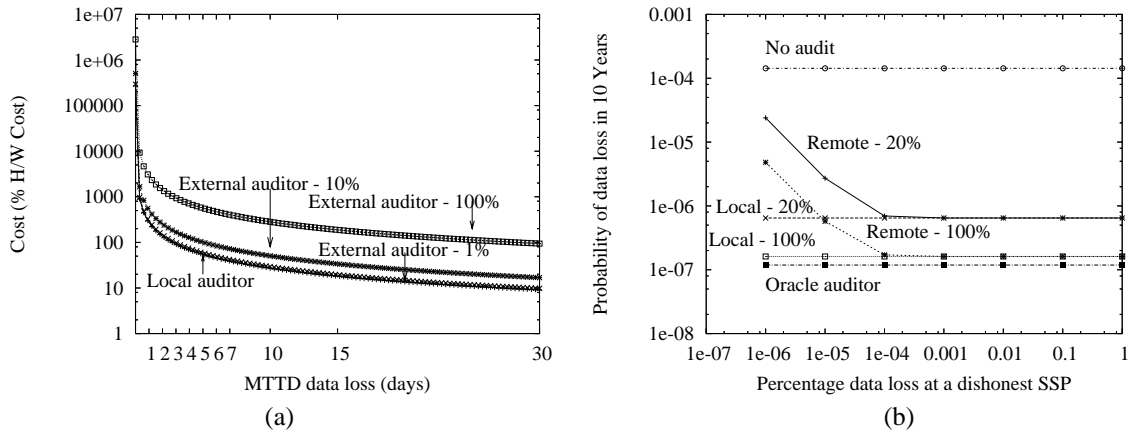 1e+07
1e+06
100000
10000
1000
100
10
1
Cost (% H/W Cost)
External auditor - 10%
External auditor - 100%
External auditor - 1%
Local auditor
1 2 3 4 5 6 7 10 15 30
MTTD data loss (days)
(a)
0.001
1e-04
1e-05
1e-06
1e-07
1e-08
Probability of data loss in 10 Years
No audit
Remote - 20%
Local - 20%
Remote - 100%
Local - 100%
Oracle auditor
1e-07 1e-06 1e-05 1e-04 0.001 0.01 0.1 1
Percentage data loss at a dishonest SSP
(b)